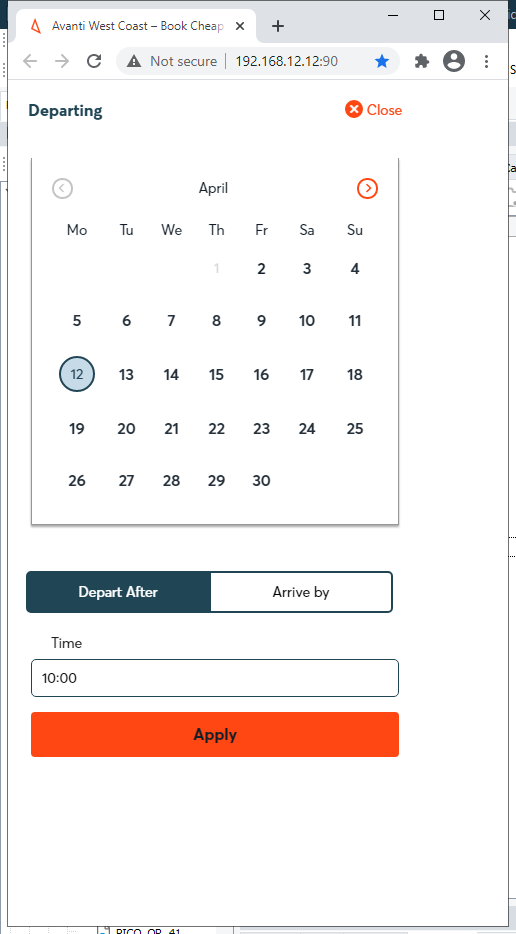 Avanti West Coast – Book Cheap
Not secure | 192.168.12.12:90
Departing
Close
April
Mo Tu We Th Fr Sa Su
1 2 3 4
5 6 7 8 9 10 11
12 13 14 15 16 17 18
19 20 21 22 23 24 25
26 27 28 29 30
Depart After Arrive by
Time
10:00
Apply